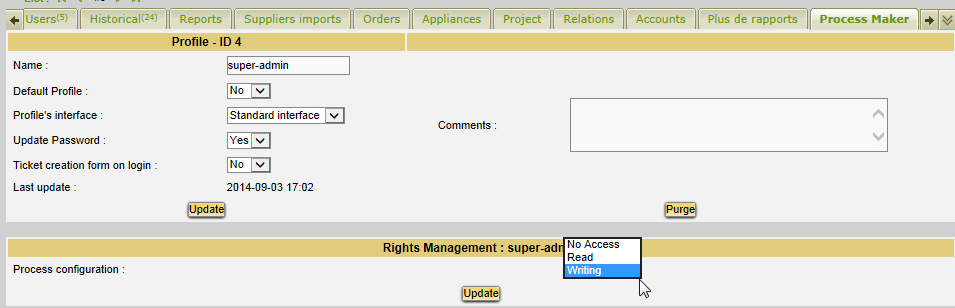 Users(5) Historical(24) Reports Suppliers imports Orders Appliances Project Relations Accounts Plus de rapports Process Maker
Profile - ID 4
Name : super-admin
Default Profile : No
Profile's interface : Standard interface
Comments :
Update Password : Yes
Ticket creation form on login : No
Last update : 2014-09-03 17:02
Update Purge
Rights Management : super-adm
No Access
Read
Process configuration : Writing
Update